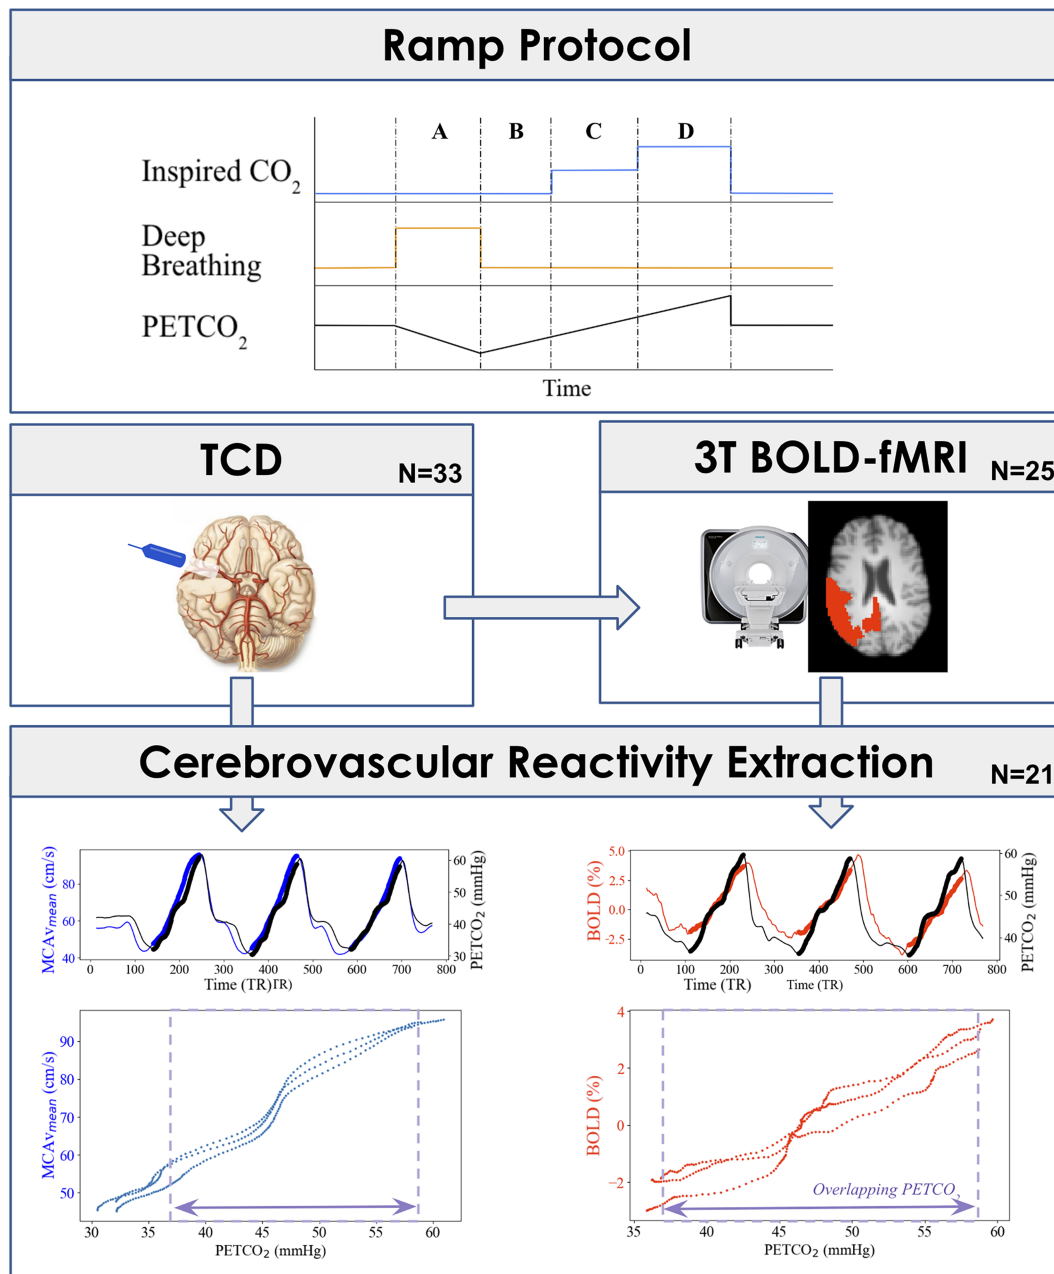 Ramp Protocol
A B C D
Inspired CO₂
Deep
Breathing
PETCO₂
Time
TCD
N=33
3T BOLD-fMRI
N=25
Cerebrovascular Reactivity Extraction
N=21
MCAvmean (cm/s)
80
60
40
60
50
40
30
PETCO₂ (mmHg)
0 100 200 300 400 500 600 700 800
Time (TR)
BOLD (%)
5.0
2.5
0.0
−2.5
60
50
40
PETCO₂ (mmHg)
0 100 200 300 400 500 600 700 800
Time (TR) Time (TR)
MCAvmean (cm/s)
90
80
70
60
50
30 35 40 45 50 55 60
PETCO₂ (mmHg)
BOLD (%)
4
2
0
−2
Overlapping PETCO₂
35 40 45 50 55 60
PETCO₂ (mmHg)